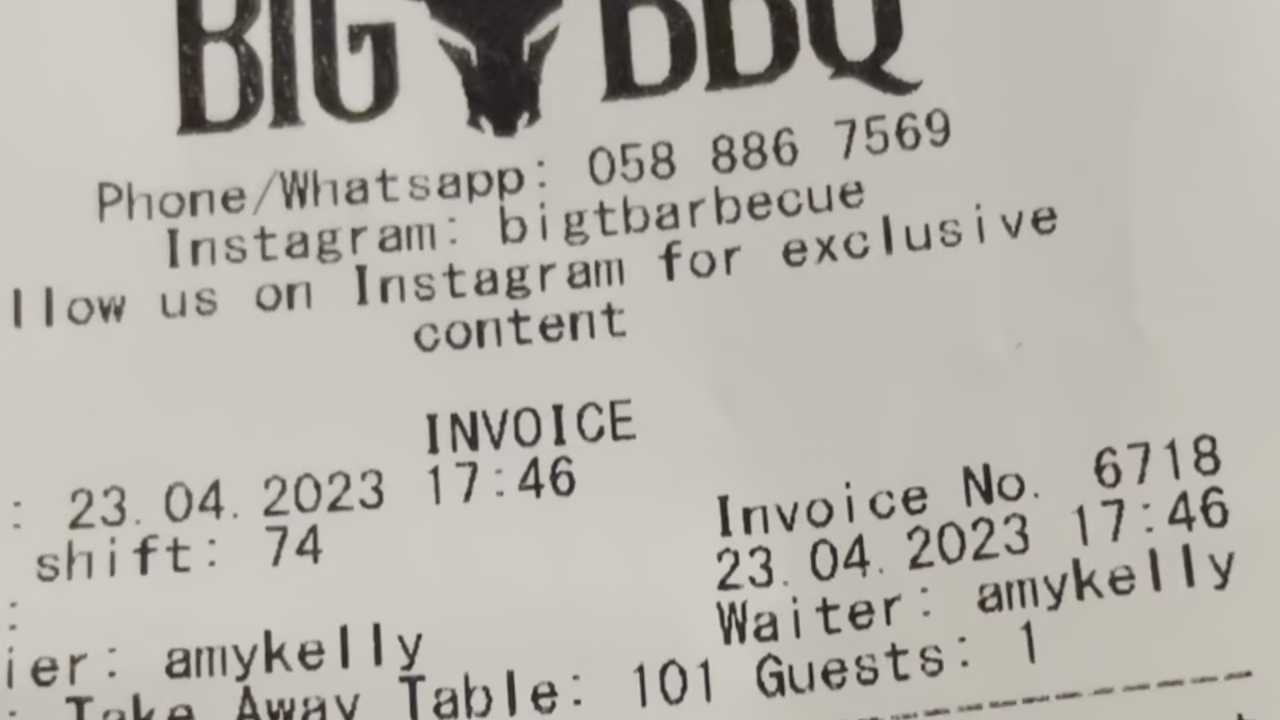 BIG BBQ
Phone/Whatsapp: 058 886 7569
Instagram: bigtbarbecue
llow us on Instagram for exclusive
content
INVOICE
: 23.04.2023 17:46
Invoice No. 6718
shift: 74
23.04.2023 17:46
:
Waiter: amykelly
ier: amykelly
: Take Away Table: 101 Guests: 1